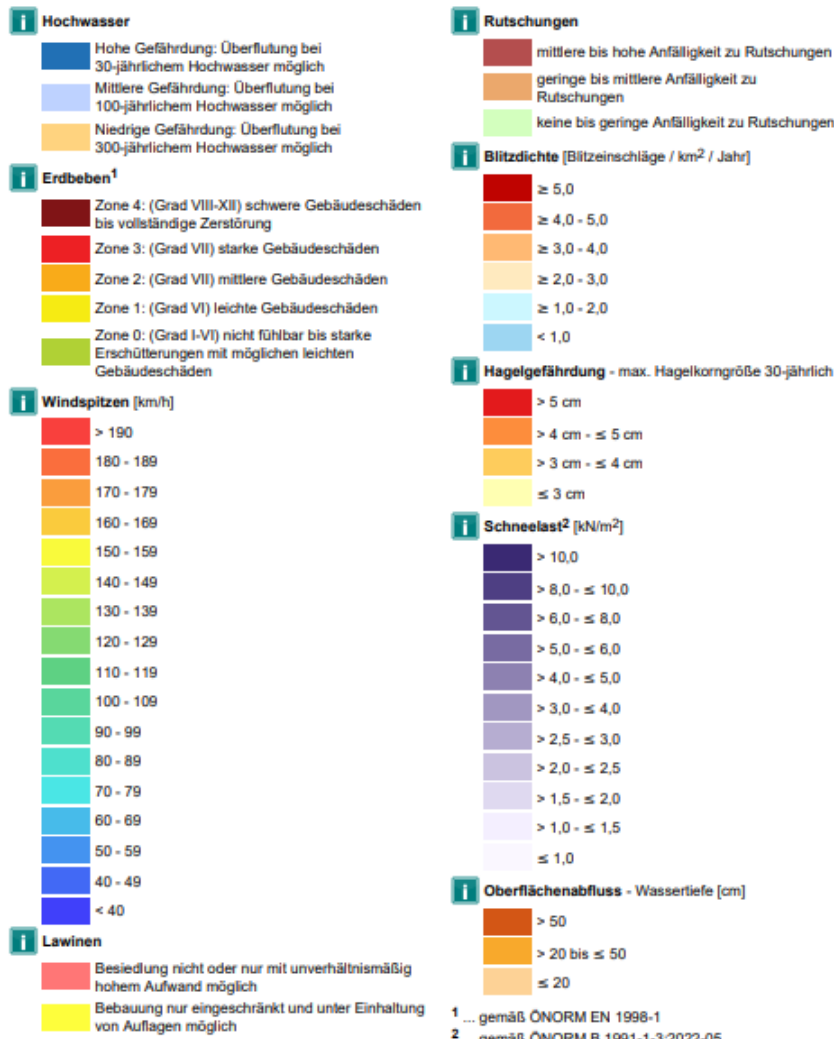 Hochwasser
Hohe Gefährdung: Überflutung bei
30-jährlichem Hochwasser möglich
Mittlere Gefährdung: Überflutung bei
100-jährlichem Hochwasser möglich
Niedrige Gefährdung: Überflutung bei
300-jährlichem Hochwasser möglich
Erdbeben¹
Zone 4: (Grad VIII-XII) schwere Gebäudeschäden
bis vollständige Zerstörung
Zone 3: (Grad VII) starke Gebäudeschäden
Zone 2: (Grad VII) mittlere Gebäudeschäden
Zone 1: (Grad VI) leichte Gebäudeschäden
Zone 0: (Grad I-VI) nicht fühlbar bis starke
Erschütterungen mit möglichen leichten
Gebäudeschäden
Windspitzen [km/h]
> 190
180 - 189
170 - 179
160 - 169
150 - 159
140 - 149
130 - 139
120 - 129
110 - 119
100 - 109
90 - 99
80 - 89
70 - 79
60 - 69
50 - 59
40 - 49
< 40
Lawinen
Besiedlung nicht oder nur mit unverhältnismäßig
hohem Aufwand möglich
Bebauung nur eingeschränkt und unter Einhaltung
von Auflagen möglich
Rutschungen
mittlere bis hohe Anfälligkeit zu Rutschungen
geringe bis mittlere Anfälligkeit zu
Rutschungen
keine bis geringe Anfälligkeit zu Rutschungen
Blitzdichte [Blitzeinschläge / km² / Jahr]
≥ 5,0
≥ 4,0 - 5,0
≥ 3,0 - 4,0
≥ 2,0 - 3,0
≥ 1,0 - 2,0
< 1,0
Hagelgefährdung - max. Hagelkorngröße 30-jährlich
> 5 cm
> 4 cm - ≤ 5 cm
> 3 cm - ≤ 4 cm
≤ 3 cm
Schneelast² [kN/m²]
> 10,0
> 8,0 - ≤ 10,0
> 6,0 - ≤ 8,0
> 5,0 - ≤ 6,0
> 4,0 - ≤ 5,0
> 3,0 - ≤ 4,0
> 2,5 - ≤ 3,0
> 2,0 - ≤ 2,5
> 1,5 - ≤ 2,0
> 1,0 - ≤ 1,5
≤ 1,0
Oberflächenabfluss - Wassertiefe [cm]
> 50
> 20 bis ≤ 50
≤ 20
¹ ... gemäß ÖNORM EN 1998-1
² ... gemäß ÖNORM B 1991-1-3:2022-05